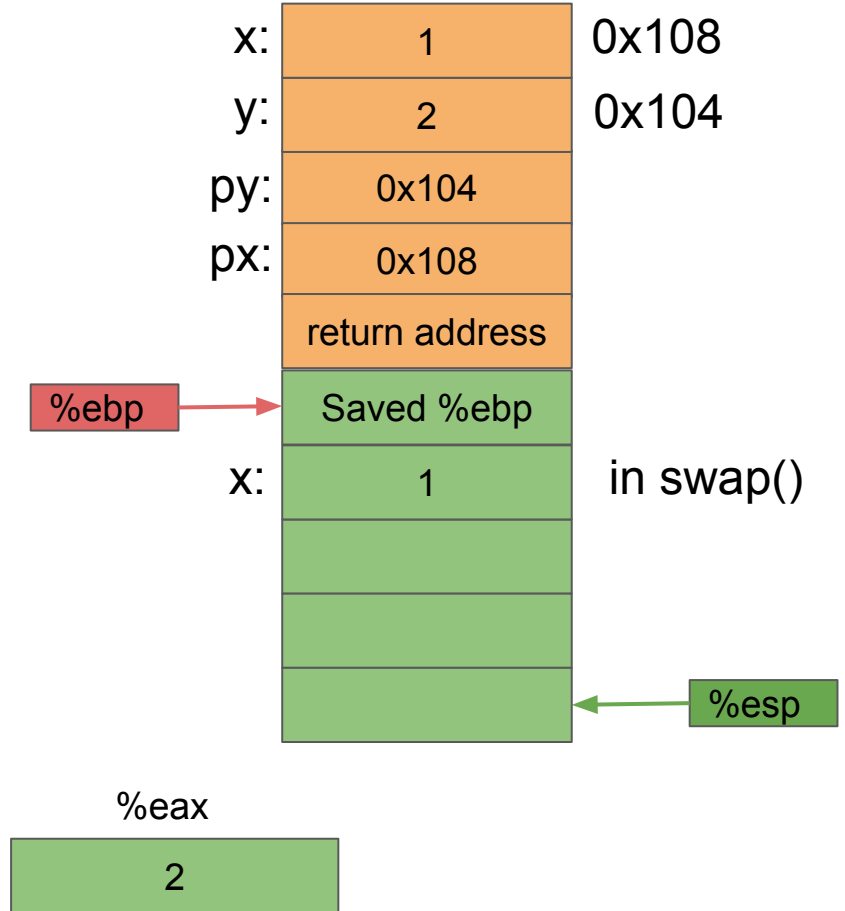 x: 1 0x108
y: 2 0x104
py: 0x104
px: 0x108
return address
%ebp Saved %ebp
x: 1 in swap()
%esp
%eax
2